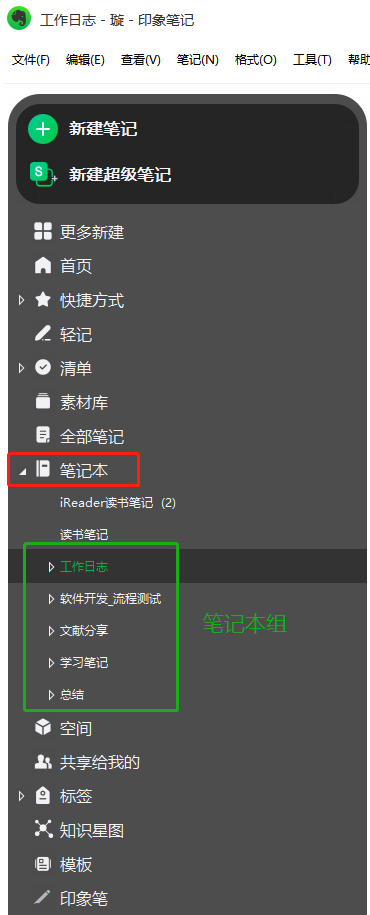 工作日志 - 璇 - 印象笔记
文件(F) 编辑(E) 查看(V) 笔记(N) 格式(O) 工具(T) 帮助
新建笔记
新建超级笔记
更多新建
首页
快捷方式
轻记
清单
素材库
全部笔记
笔记本
iReader读书笔记 (2)
读书笔记
工作日志
软件开发_流程测试
笔记本组
文献分享
学习笔记
总结
空间
共享给我的
标签
知识星图
模板
印象笔